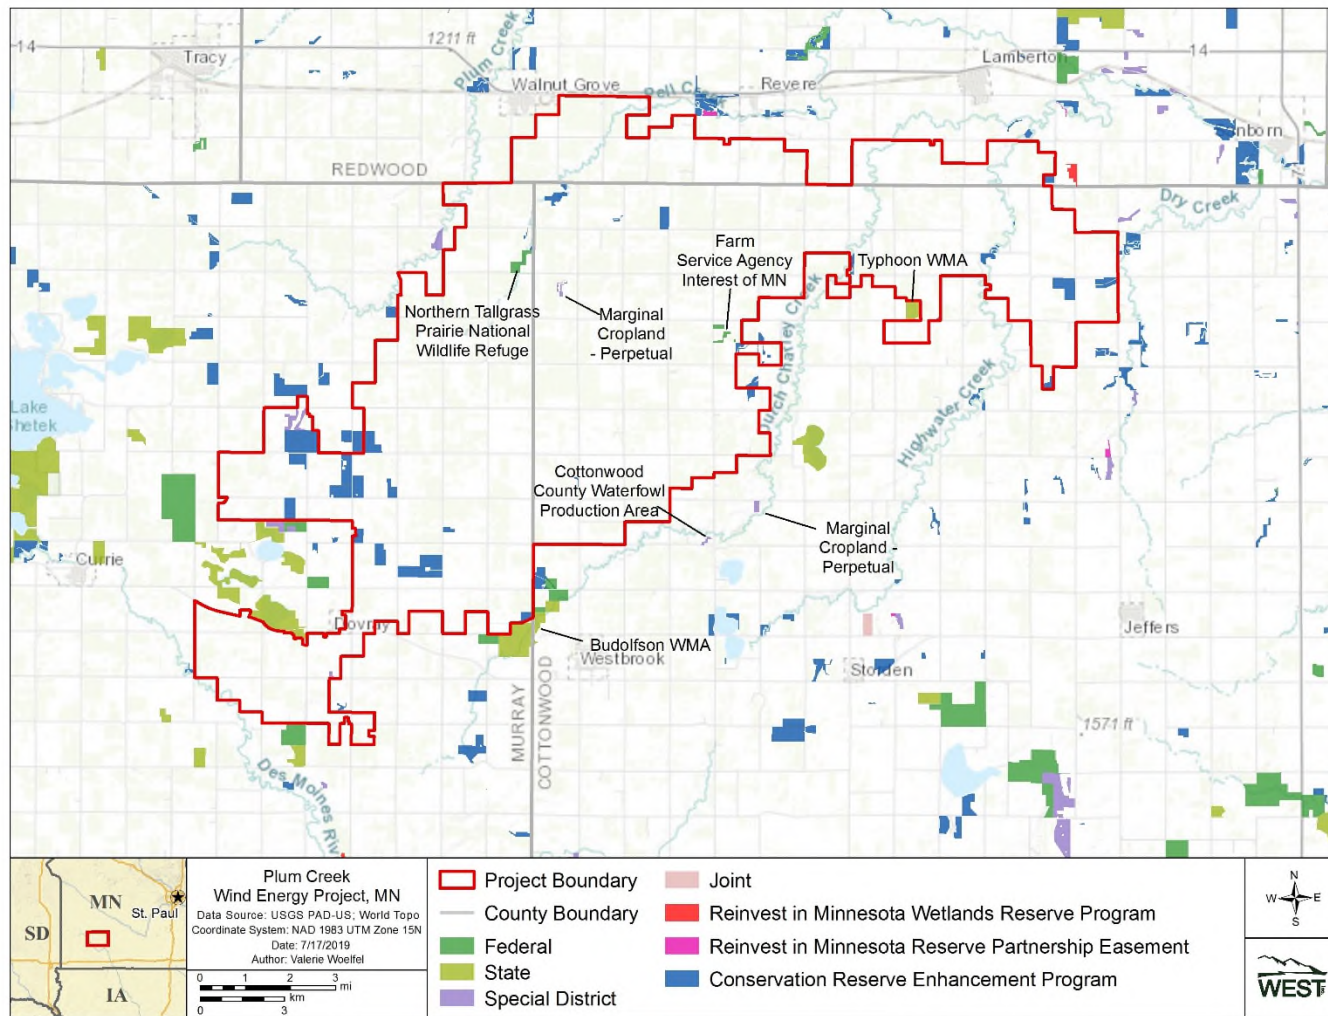 14
Tracy
1211 ft
Plum Creek
Walnut Grove
Pell Creek
Revere
Lamberton
14
nborn
REDWOOD
Dry Creek
Farm
Service Agency
Interest of MN
Typhoon WMA
Northern Tallgrass
Prairie National
Wildlife Refuge
Marginal
Cropland
- Perpetual
Dutch Charley Creek
Highwater Creek
Lake
Shetek
Cottonwood
County Waterfowl
Production Area
Marginal
Cropland -
Perpetual
Currie
Dovray
Budolfson WMA
Westbrook
Jeffers
Storden
MURRAY
COTTONWOOD
1571 ft
Des Moines Riv
MN
St. Paul
SD
IA
Plum Creek
Wind Energy Project, MN
Data Source: USGS PAD-US; World Topo
Coordinate System: NAD 1983 UTM Zone 15N
Date: 7/17/2019
Author: Valerie Woelfel
0 1 2 3
mi
km
0 3
Project Boundary
County Boundary
Federal
State
Special District
Joint
Reinvest in Minnesota Wetlands Reserve Program
Reinvest in Minnesota Reserve Partnership Easement
Conservation Reserve Enhancement Program
N
W E
S
WEST